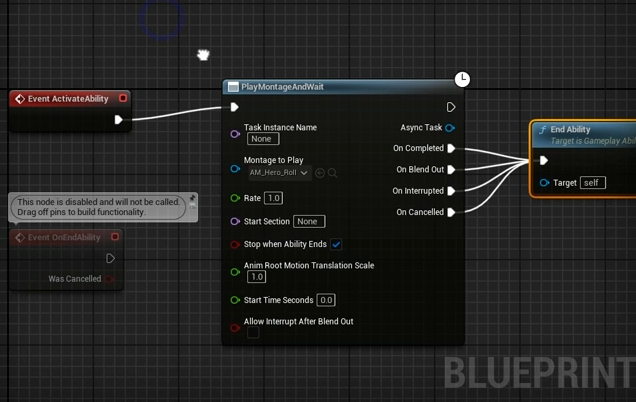 PlayMontageAndWait
Event ActivateAbility
Task Instance Name
None
Async Task
End Ability
Target is Gameplay Abil
On Completed
Montage to Play
AM_Hero_Roll
On Blend Out
Target
self
On Interrupted
Rate
1.0
This node is disabled and will not be called.
Drag off pins to build functionality.
On Cancelled
Start Section
None
Event OnEndAbility
Stop when Ability Ends
Was Cancelled
Anim Root Motion Translation Scale
1.0
Start Time Seconds
0.0
Allow Interrupt After Blend Out
BLUEPRINT